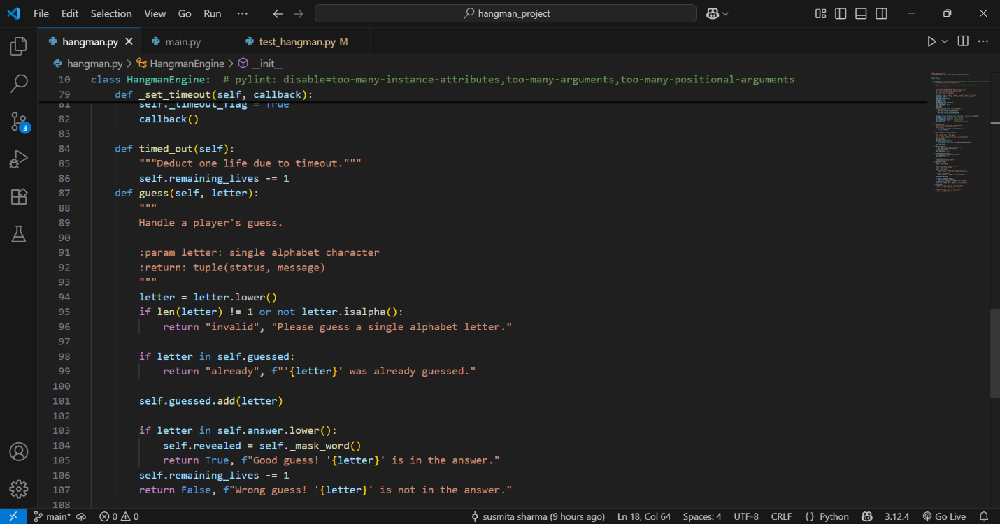 File Edit Selection View Go Run ··· hangman_project
hangman.py main.py test_hangman.py M
hangman.py > HangmanEngine > __init__
10 class HangmanEngine: # pylint: disable=too-many-instance-attributes,too-many-arguments,too-many-positional-arguments
79 def _set_timeout(self, callback):
81 self._timeout_flag = True
82 callback()
83
84 def timed_out(self):
85 """Deduct one life due to timeout."""
86 self.remaining_lives -= 1
87 def guess(self, letter):
88 """
89 Handle a player's guess.
90
91 :param letter: single alphabet character
92 :return: tuple(status, message)
93 """
94 letter = letter.lower()
95 if len(letter) != 1 or not letter.isalpha():
96 return "invalid", "Please guess a single alphabet letter."
97
98 if letter in self.guessed:
99 return "already", f"'{letter}' was already guessed."
100
101 self.guessed.add(letter)
102
103 if letter in self.answer.lower():
104 self.revealed = self._mask_word()
105 return True, f"Good guess! '{letter}' is in the answer."
106 self.remaining_lives -= 1
107 return False, f"Wrong guess! '{letter}' is not in the answer."
108
3
main* 0 0 susmita sharma (9 hours ago) Ln 18, Col 64 Spaces: 4 UTF-8 CRLF {} Python 3.12.4 Go Live